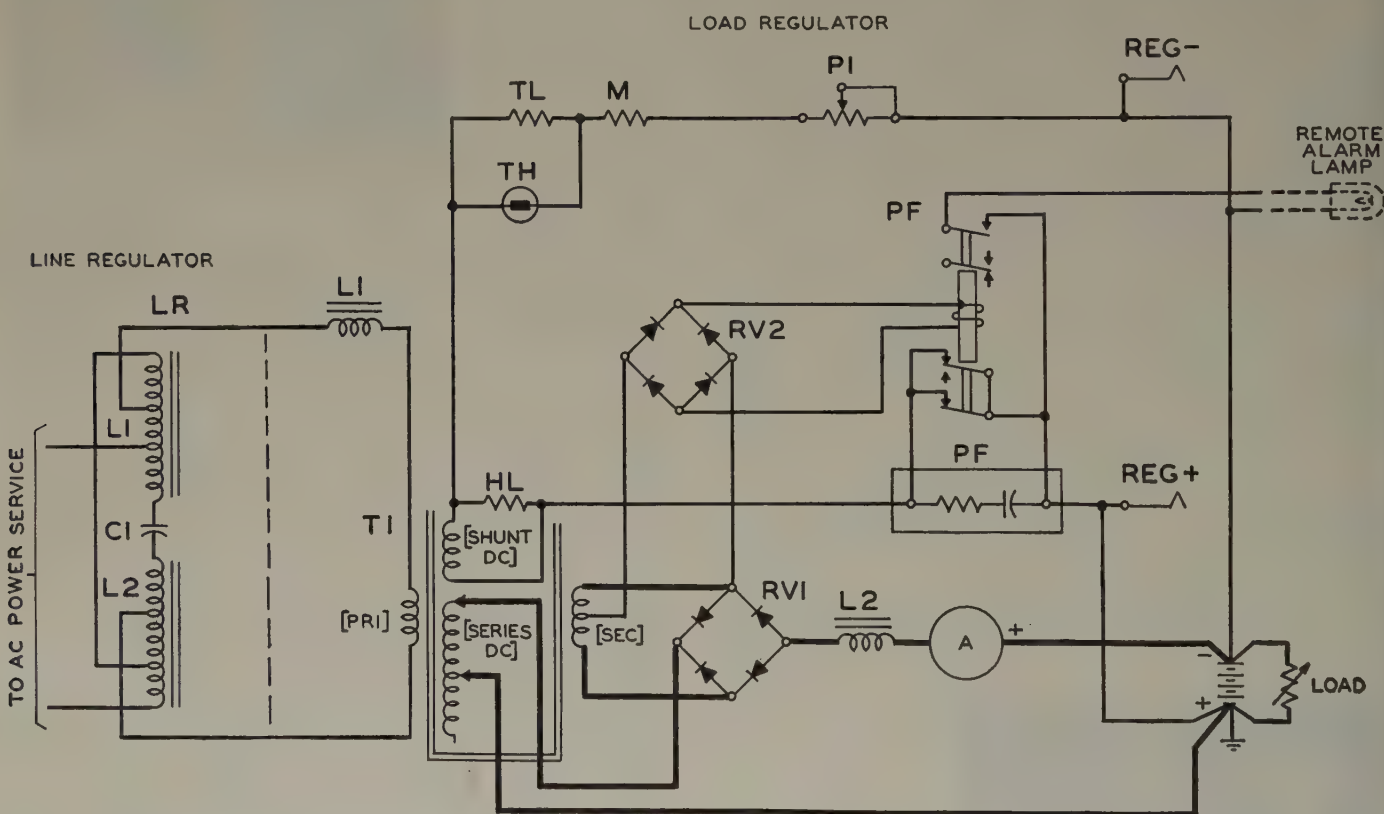 LOAD REGULATOR
REG-
P1
TL
M
REMOTE
ALARM
LAMP
TH
PF
LINE REGULATOR
LR
L1
RV2
L1
TO AC POWER SERVICE
C1
L2
T1
HL
[SHUNT
DC]
PF
REG+
[PRI]
[SERIES
DC]
[SEC]
RV1
L2
A
+
-
+
LOAD